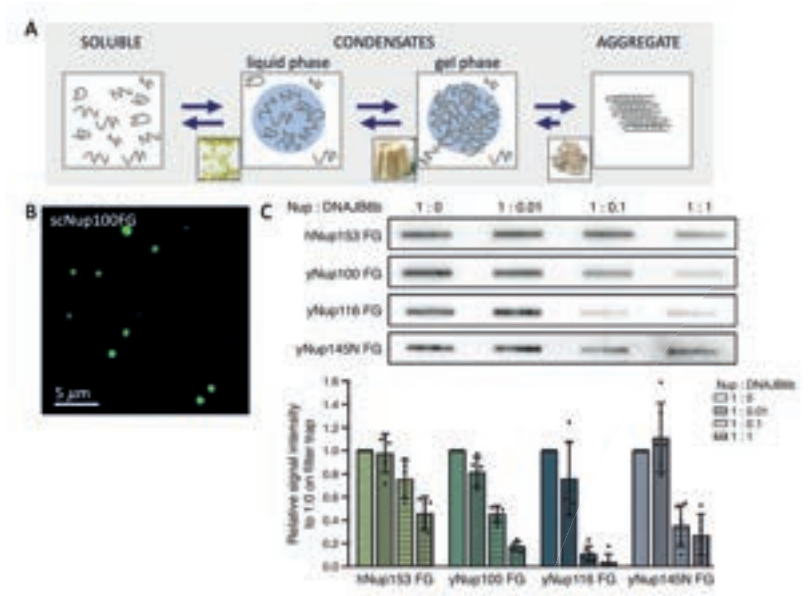 A
SOLUBLE CONDENSATES AGGREGATE
liquid phase gel phase
B
scNup100FG
5 µm
C
Nup : DNAJB6b 1 : 0 1 : 0.01 1 : 0.1 1 : 1
hNup153 FG
yNup100 FG
yNup116 FG
yNup145N FG
Relative signal intensity
to 1:0 on filter trap
1.6
1.4
1.2
1.0
0.8
0.6
0.4
0.2
0.0
hNup153 FG yNup100 FG yNup116 FG yNup145N FG
Nup : DNAJB6b
1 : 0
1 : 0.01
1 : 0.1
1 : 1